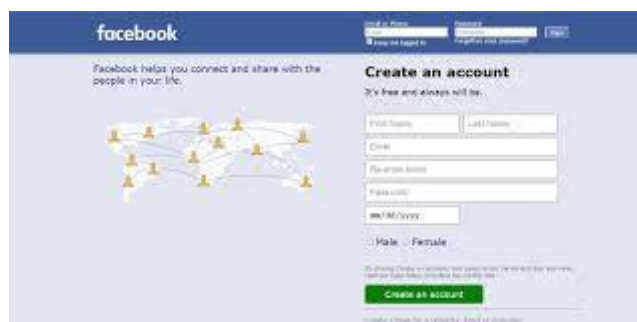 facebook
Email or Phone
Password
Keep me logged in
Forgotten your password?
Facebook helps you connect and share with the
people in your life.
Create an account
It's free and always will be.
First Name
Last Name
Email
Re-enter email
Password
mm/dd/yyyy
Male
Female
Create an account